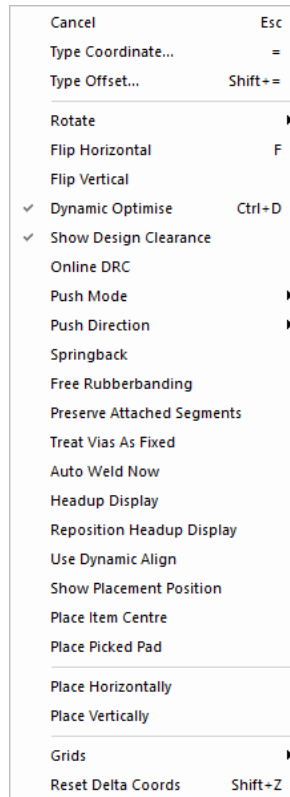 Cancel Esc
Type Coordinate... =
Type Offset... Shift+=
Rotate
Flip Horizontal F
Flip Vertical
Dynamic Optimise Ctrl+D
Show Design Clearance
Online DRC
Push Mode
Push Direction
Springback
Free Rubberbanding
Preserve Attached Segments
Treat Vias As Fixed
Auto Weld Now
Headup Display
Reposition Headup Display
Use Dynamic Align
Show Placement Position
Place Item Centre
Place Picked Pad
Place Horizontally
Place Vertically
Grids
Reset Delta Coords Shift+Z